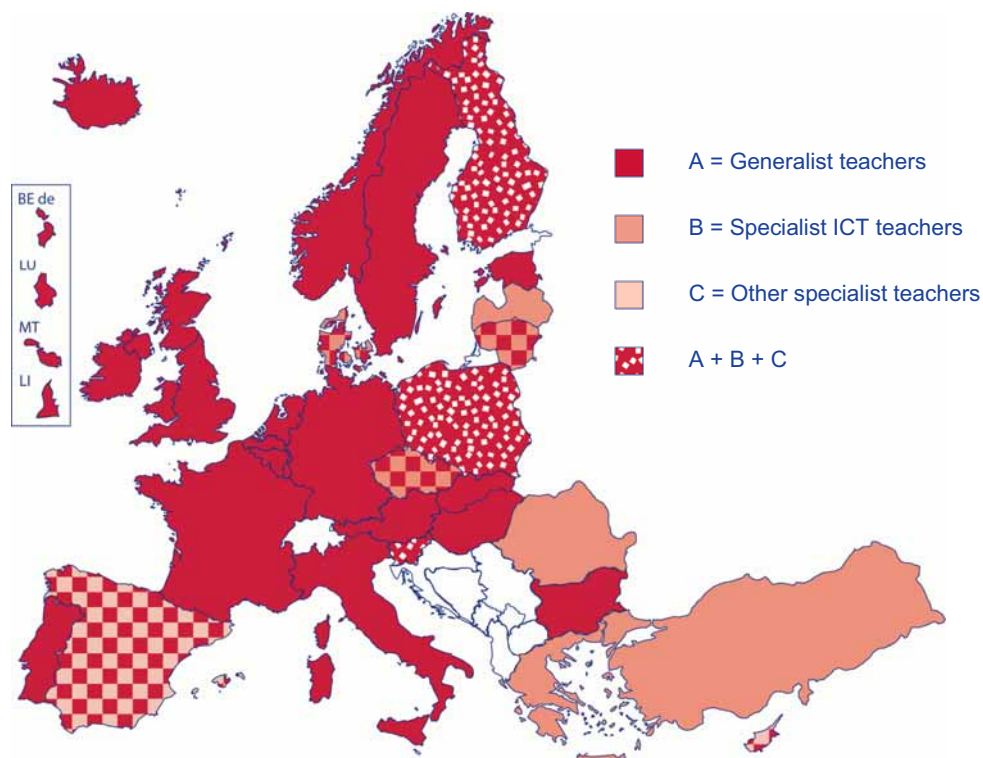 BE de
LU
MT
LI
A = Generalist teachers
B = Specialist ICT teachers
C = Other specialist teachers
A + B + C